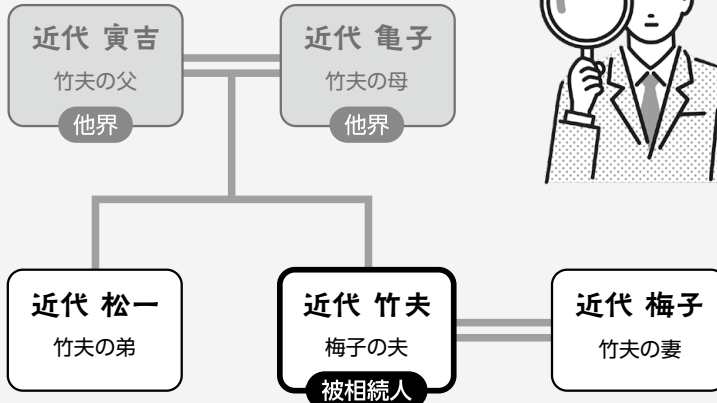 近代 寅吉
竹夫の父
他界
近代 亀子
竹夫の母
他界
近代 松一
竹夫の弟
近代 竹夫
梅子の夫
被相続人
近代 梅子
竹夫の妻